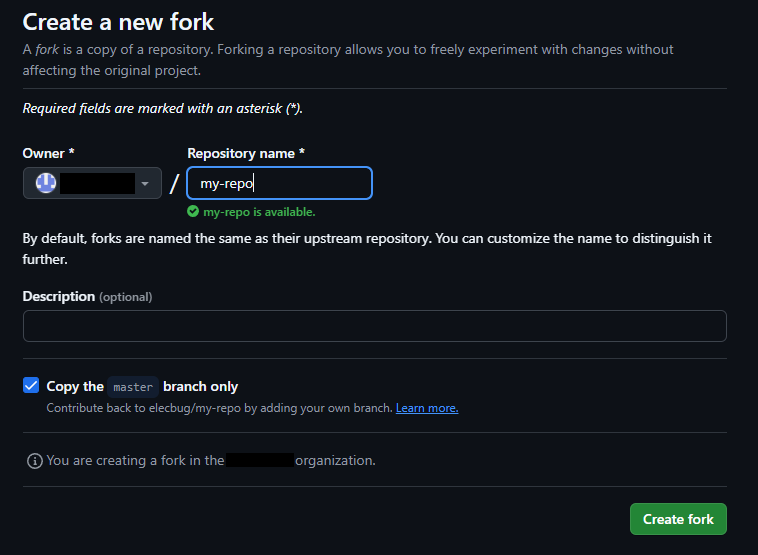 Create a new fork
A fork is a copy of a repository. Forking a repository allows you to freely experiment with changes without
affecting the original project.
Required fields are marked with an asterisk (*).
Owner * Repository name *
/ my-repo
my-repo is available.
By default, forks are named the same as their upstream repository. You can customize the name to distinguish it
further.
Description (optional)
Copy the master branch only
Contribute back to elecbug/my-repo by adding your own branch. Learn more.
You are creating a fork in the organization.
Create fork